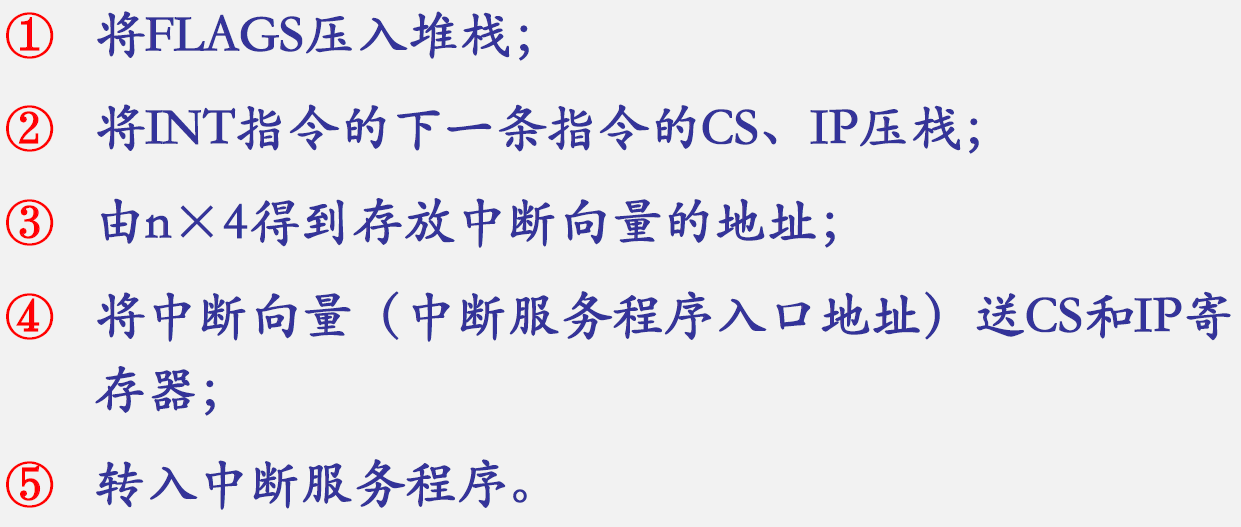 ① 将FLAGS压入堆栈；
② 将INT指令的下一条指令的CS、IP压栈；
③ 由n×4得到存放中断向量的地址；
④ 将中断向量（中断服务程序入口地址）送CS和IP寄
存器；
⑤ 转入中断服务程序。